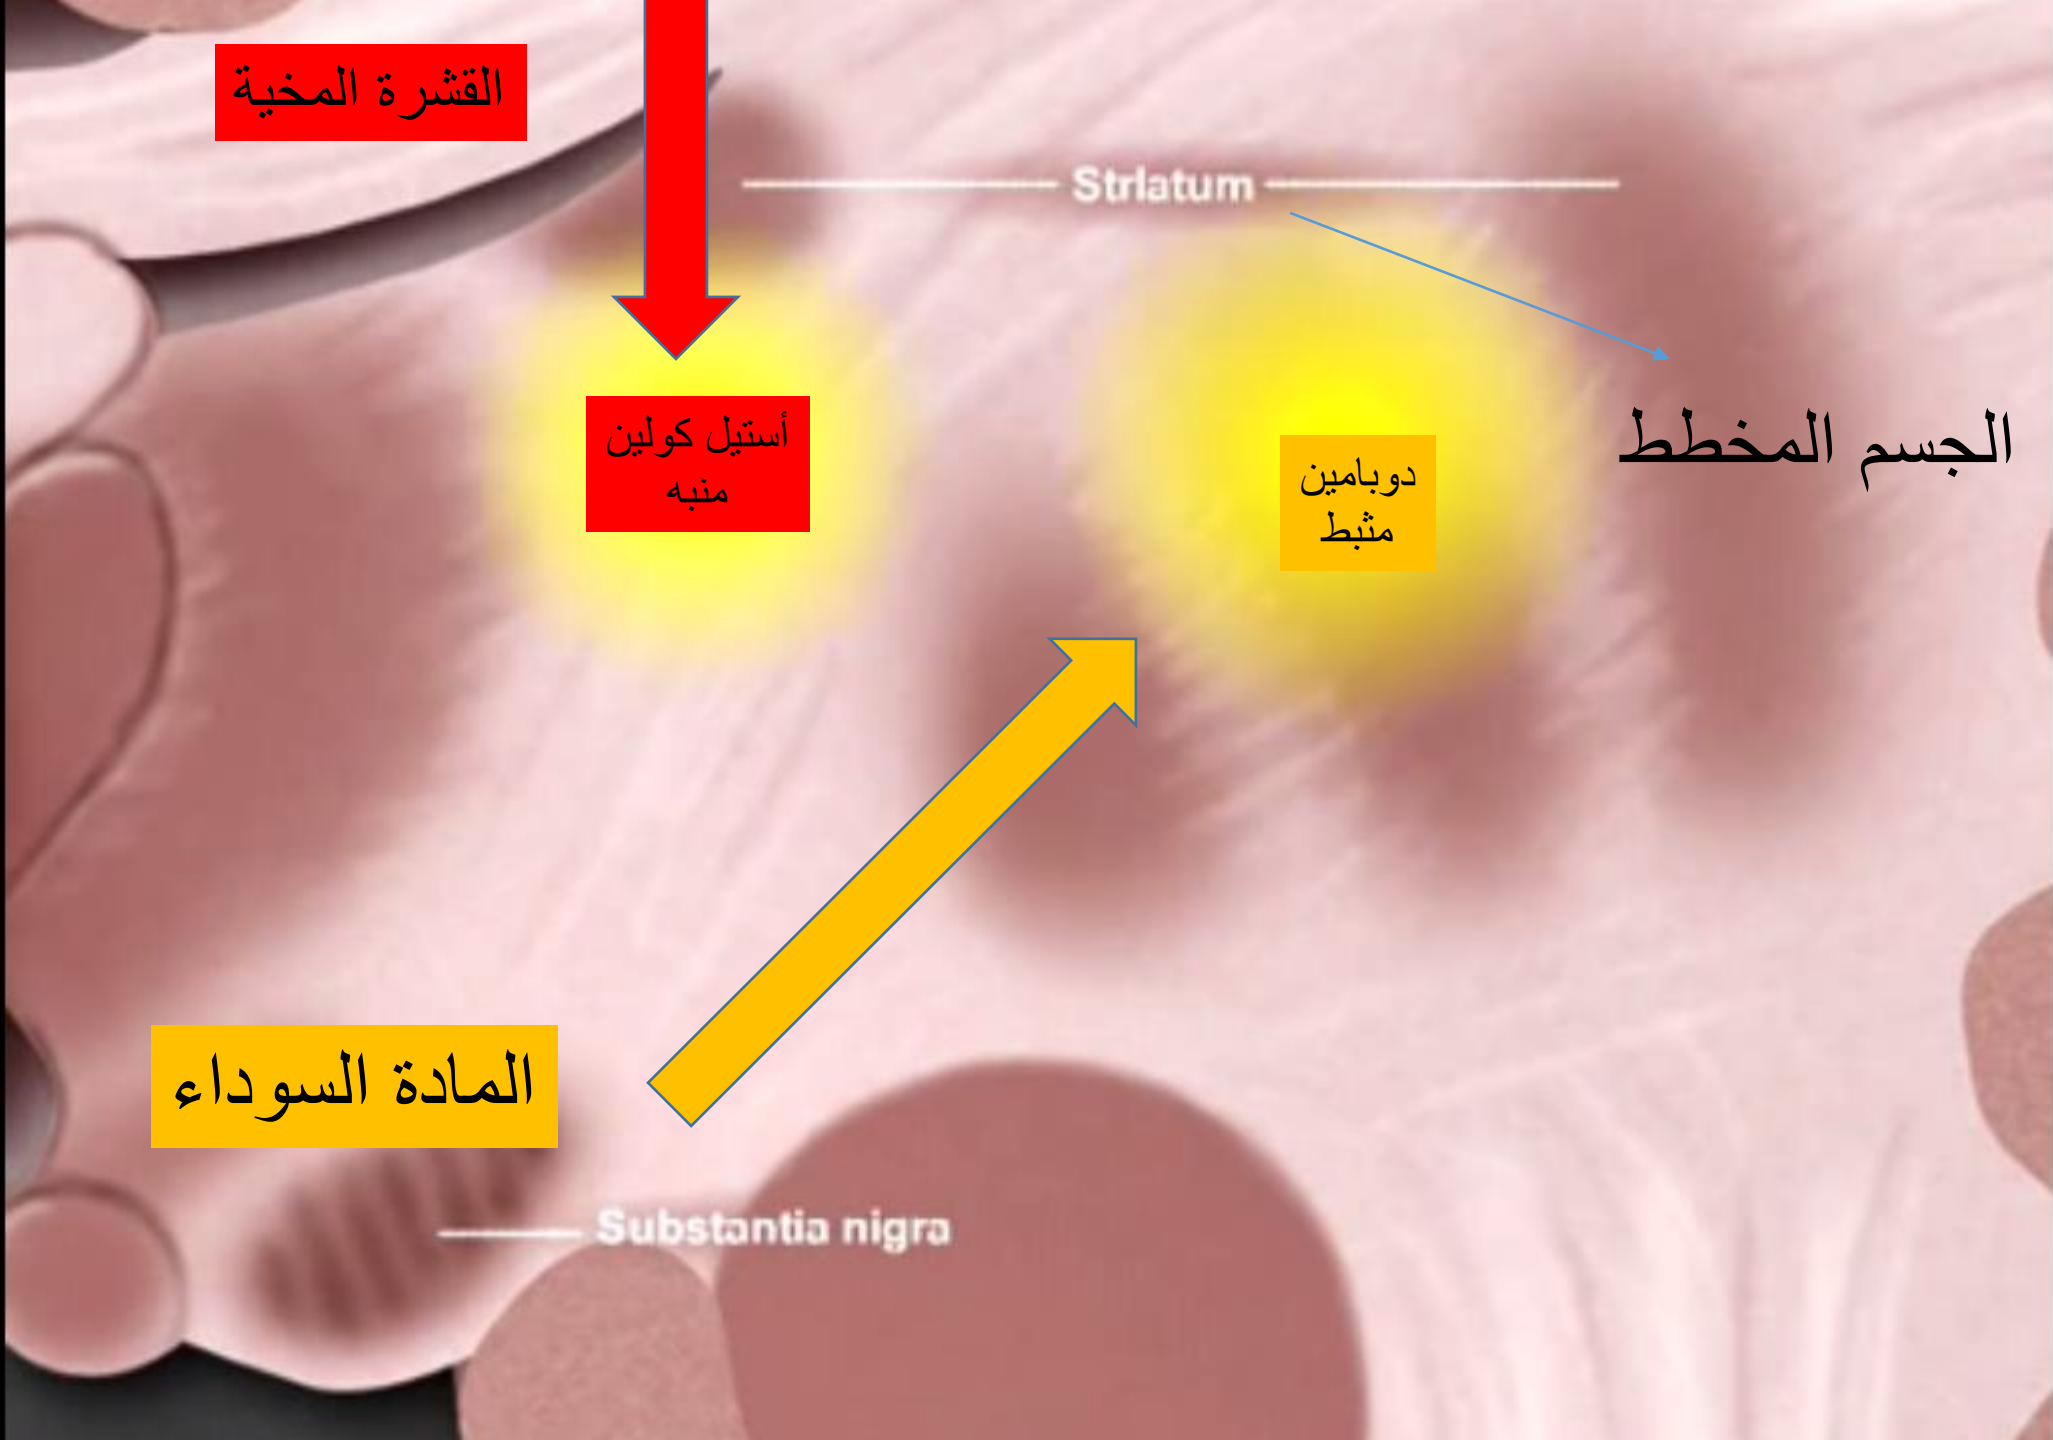 القشرة المخية
Striatum
أستيل كولين
منبه
دوبامين
مثبط
الجسم المخطط
المادة السوداء
Substantia nigra